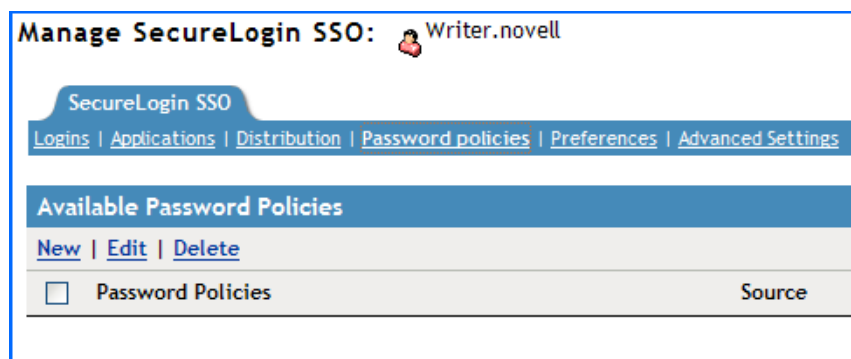 Manage SecureLogin SSO: Writer.novell
SecureLogin SSO
Logins | Applications | Distribution | Password policies | Preferences | Advanced Settings
Available Password Policies
New | Edit | Delete
Password Policies Source